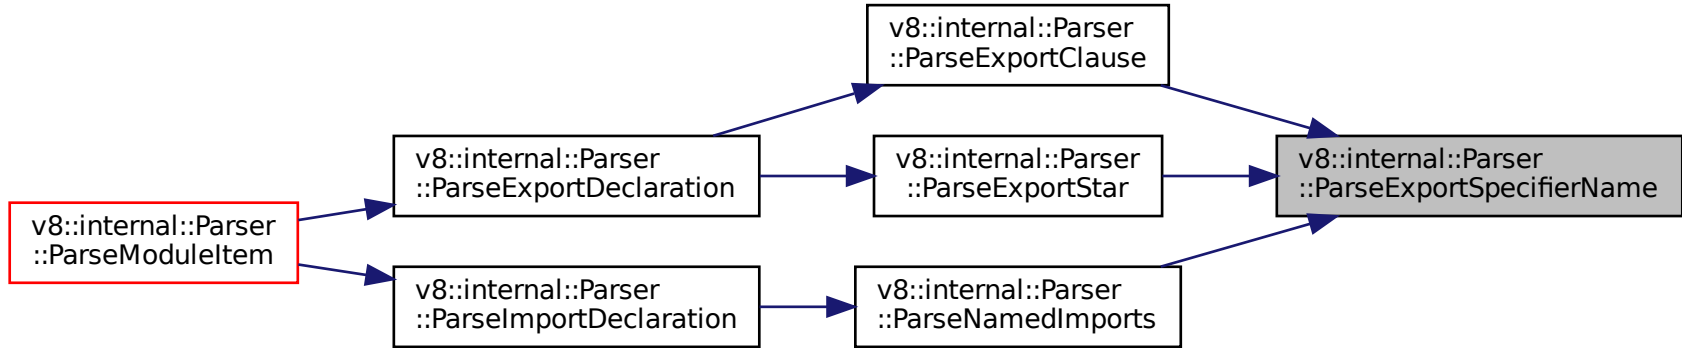 v8::internal::Parser
::ParseExportClause
v8::internal::Parser
::ParseExportDeclaration
v8::internal::Parser
::ParseExportStar
v8::internal::Parser
::ParseExportSpecifierName
v8::internal::Parser
::ParseModuleItem
v8::internal::Parser
::ParseImportDeclaration
v8::internal::Parser
::ParseNamedImports